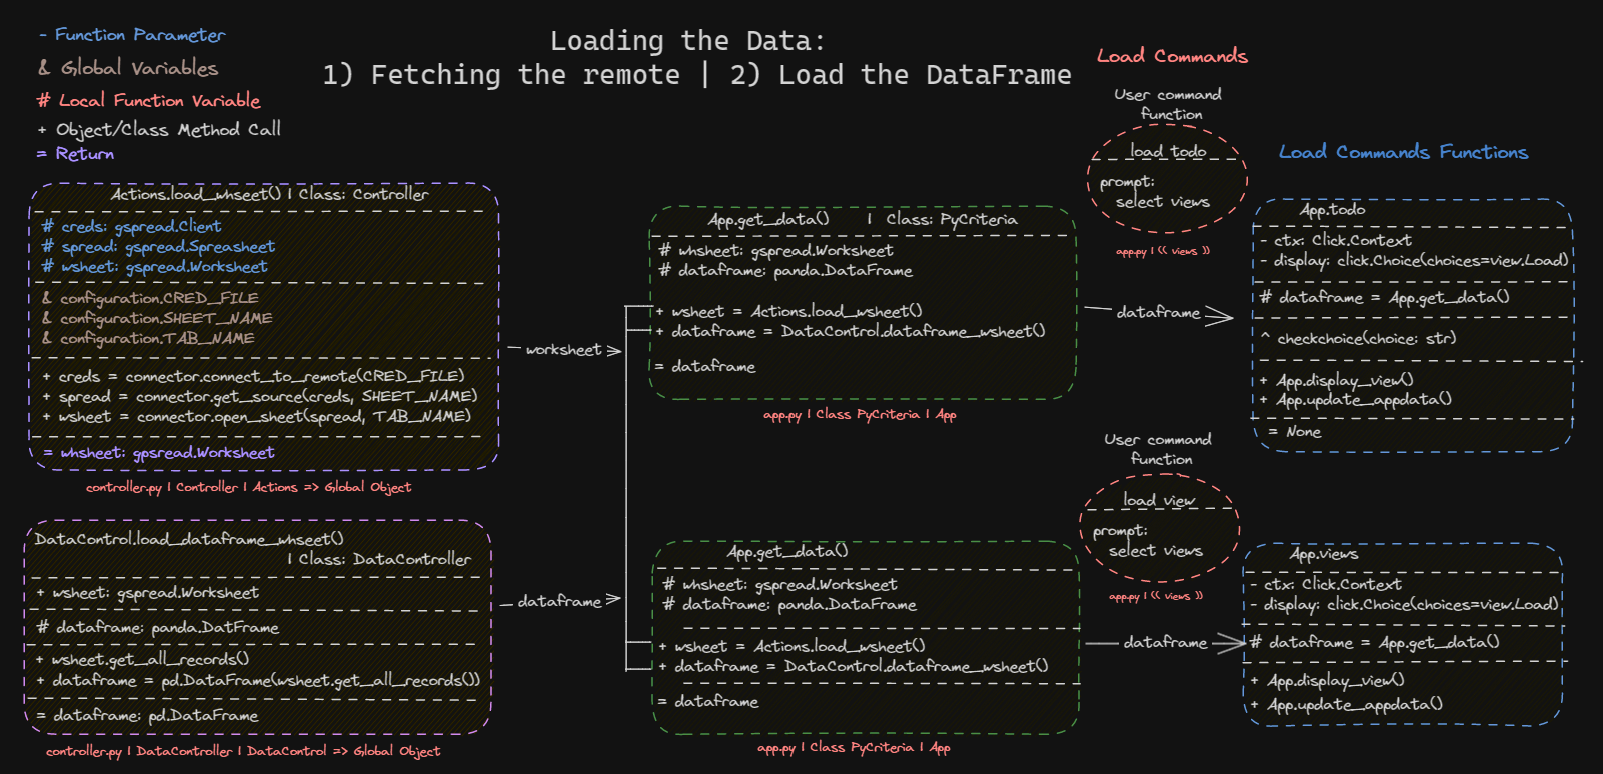 - Function Parameter
& Global Variables
# Local Function Variable
+ Object/Class Method Call
= Return
Loading the Data:
1) Fetching the remote | 2) Load the DataFrame
Load Commands
Load Commands Functions
Actions.load_whseet() | Class: Controller
# creds: gspread.Client
# spread: gspread.Spreasheet
# wsheet: gspread.Worksheet
& configuration.CRED_FILE
& configuration.SHEET_NAME
& configuration.TAB_NAME
+ creds = connector.connect_to_remote(CRED_FILE)
+ spread = connector.get_source(creds, SHEET_NAME)
+ wsheet = connector.open_sheet(spread, TAB_NAME)
= whsheet: gpsread.Worksheet
controller.py | Controller | Actions => Global Object
DataControl.load_dataframe_whseet()
| Class: DataController
+ wsheet: gspread.Worksheet
# dataframe: panda.DatFrame
+ wsheet.get_all_records()
+ dataframe = pd.DataFrame(wsheet.get_all_records())
= dataframe: pd.DataFrame
controller.py | DataController | DataControl => Global Object
worksheet
dataframe
App.get_data() | Class: PyCriteria
# whsheet: gspread.Worksheet
# dataframe: panda.DataFrame
+ wsheet = Actions.load_wsheet()
+ dataframe = DataControl.dataframe_wsheet()
= dataframe
app.py | Class PyCriteria | App
App.get_data()
# whsheet: gspread.Worksheet
# dataframe: panda.DataFrame
+ wsheet = Actions.load_wsheet()
+ dataframe = DataControl.dataframe_wsheet()
= dataframe
app.py | Class PyCriteria | App
User command
function
load todo
prompt:
select views
app.py | << views >>
dataframe
User command
function
load view
prompt:
select views
app.py | << views >>
dataframe
App.todo
- ctx: Click.Context
- display: click.Choice(choices=view.Load)
# dataframe = App.get_data()
^ checkchoice(choice: str)
+ App.display_view()
+ App.update_appdata()
= None
App.views
- ctx: Click.Context
- display: click.Choice(choices=view.Load)
# dataframe = App.get_data()
+ App.display_view()
+ App.update_appdata()